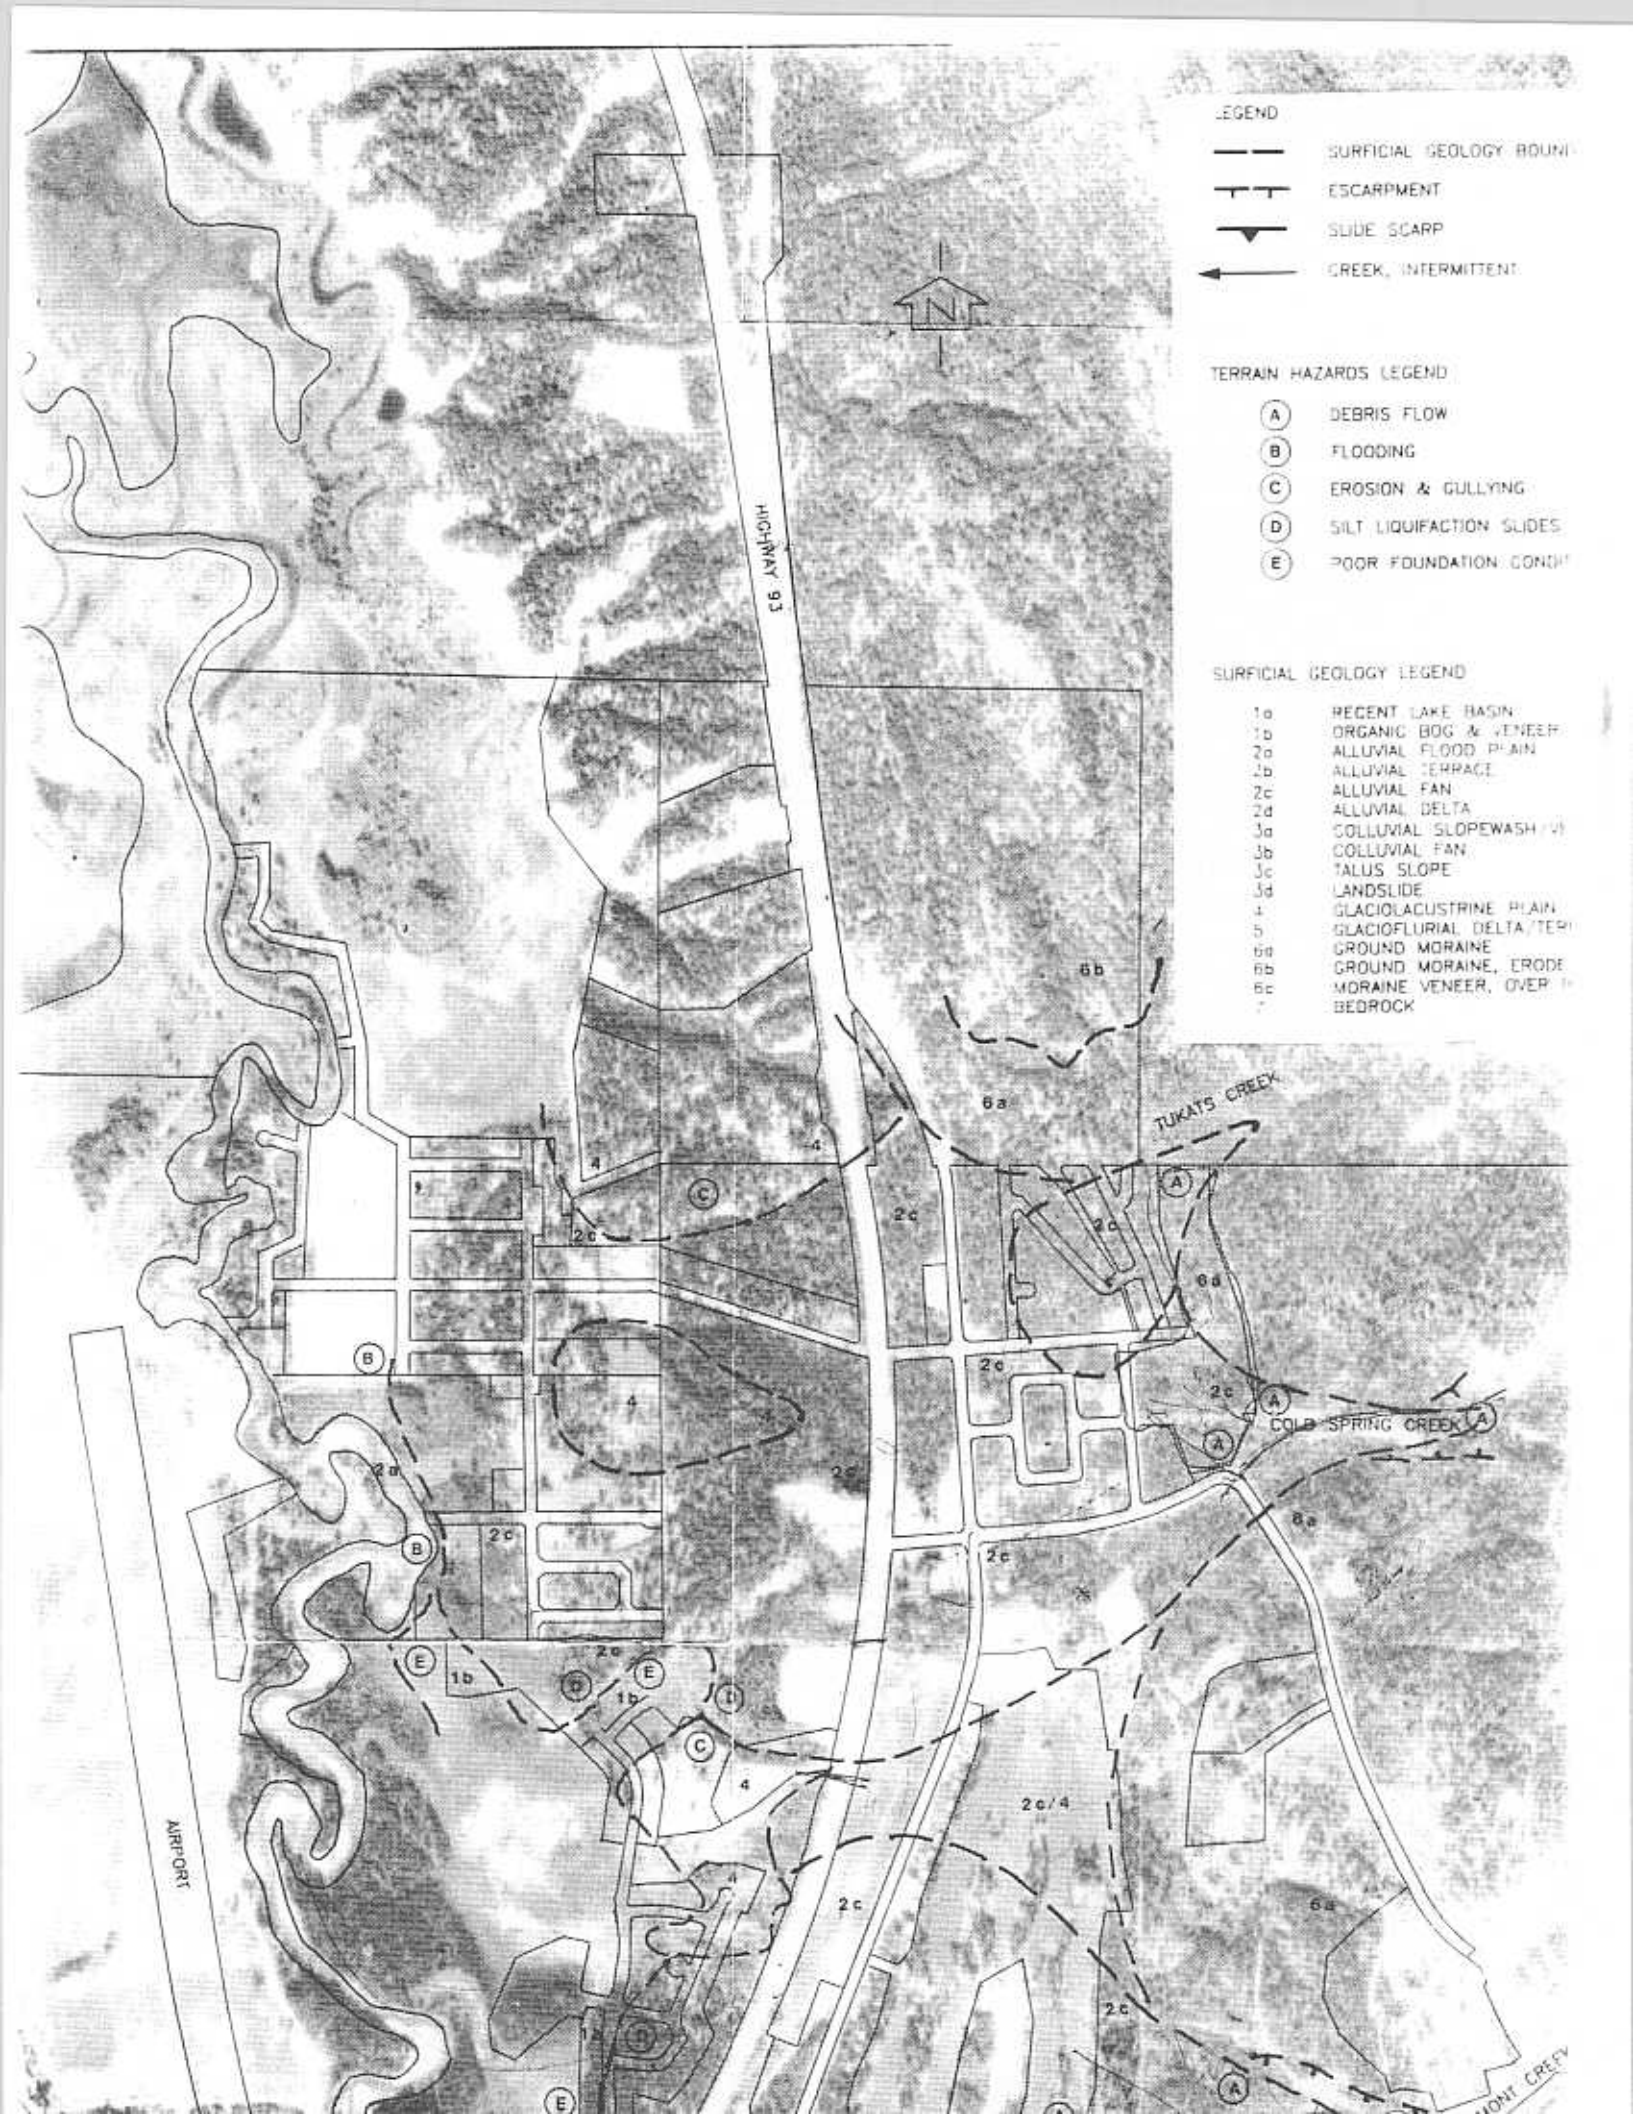 LEGEND
SURFICIAL GEOLOGY BOUN
ESCARPMENT
SLIDE SCARP
CREEK, INTERMITTENT
N
TERRAIN HAZARDS LEGEND
A DEBRIS FLOW
B FLOODING
C EROSION & GULLYING
D SILT LIQUIFACTION SLIDES
E POOR FOUNDATION CONDI
HIGHWAY 93
SURFICIAL GEOLOGY LEGEND
1a RECENT LAKE BASIN
1b ORGANIC BOG & VENEER
2a ALLUVIAL FLOOD PLAIN
2b ALLUVIAL TERRACE
2c ALLUVIAL FAN
2d ALLUVIAL DELTA
3a COLLUVIAL SLOPEWASH
3b COLLUVIAL FAN
3c TALUS SLOPE
3d LANDSLIDE
4 GLACIOLACUSTRINE PLAIN
5 GLACIOFLURIAL DELTA/TER
6a GROUND MORAINE
6b GROUND MORAINE, ERODE
6c MORAINE VENEER, OVER
BEDROCK
6b
6a
TUKATS CREEK
4
4
A
C
2c
2c
2c
6a
B
2c
2c
A
4
COLD SPRING CREEK
A
A
2a
2c
6a
B
2c
2c
E
1b
2c
E
D
1b
D
C
4
2c/4
AIRPORT
4
2c
6a
2c
1a
D
A
E
A
MONT CREEK